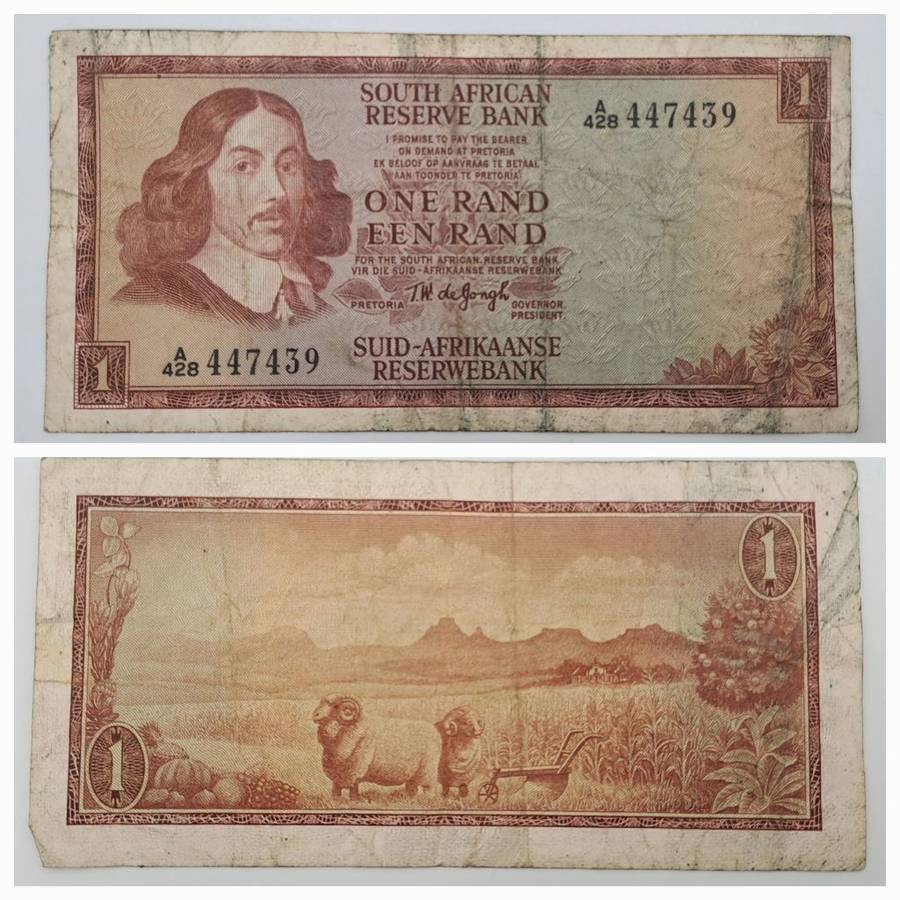 1
SOUTH AFRICAN
RESERVE BANK
A
428 447439
I PROMISE TO PAY THE BEARER
ON DEMAND AT PRETORIA
EK BELOOF OP AANVRAAG TE BETAAL
AAN TOONDER TE PRETORIA
ONE RAND
EEN RAND
FOR THE SOUTH AFRICAN RESERVE BANK
VIR DIE SUID-AFRIKAANSE RESERWEBANK
PRETORIA T.W. de Jongh GOVERNOR.
PRESIDENT.
SUID-AFRIKAANSE
RESERWEBANK
A
428 447439
1
1
1